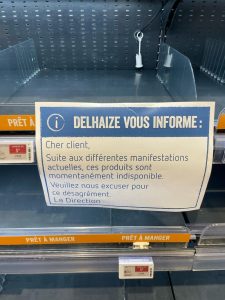 DELHAIZE VOUS INFORME :
Cher client,
Suite aux différentes manifestations
actuelles, ces produits sont
momentanément indisponible.
Veuillez nous excuser pour
ce désagrément.
La Direction
PRÊT À MANGER
PRÊT À MANGER
PRÊT À MANGER